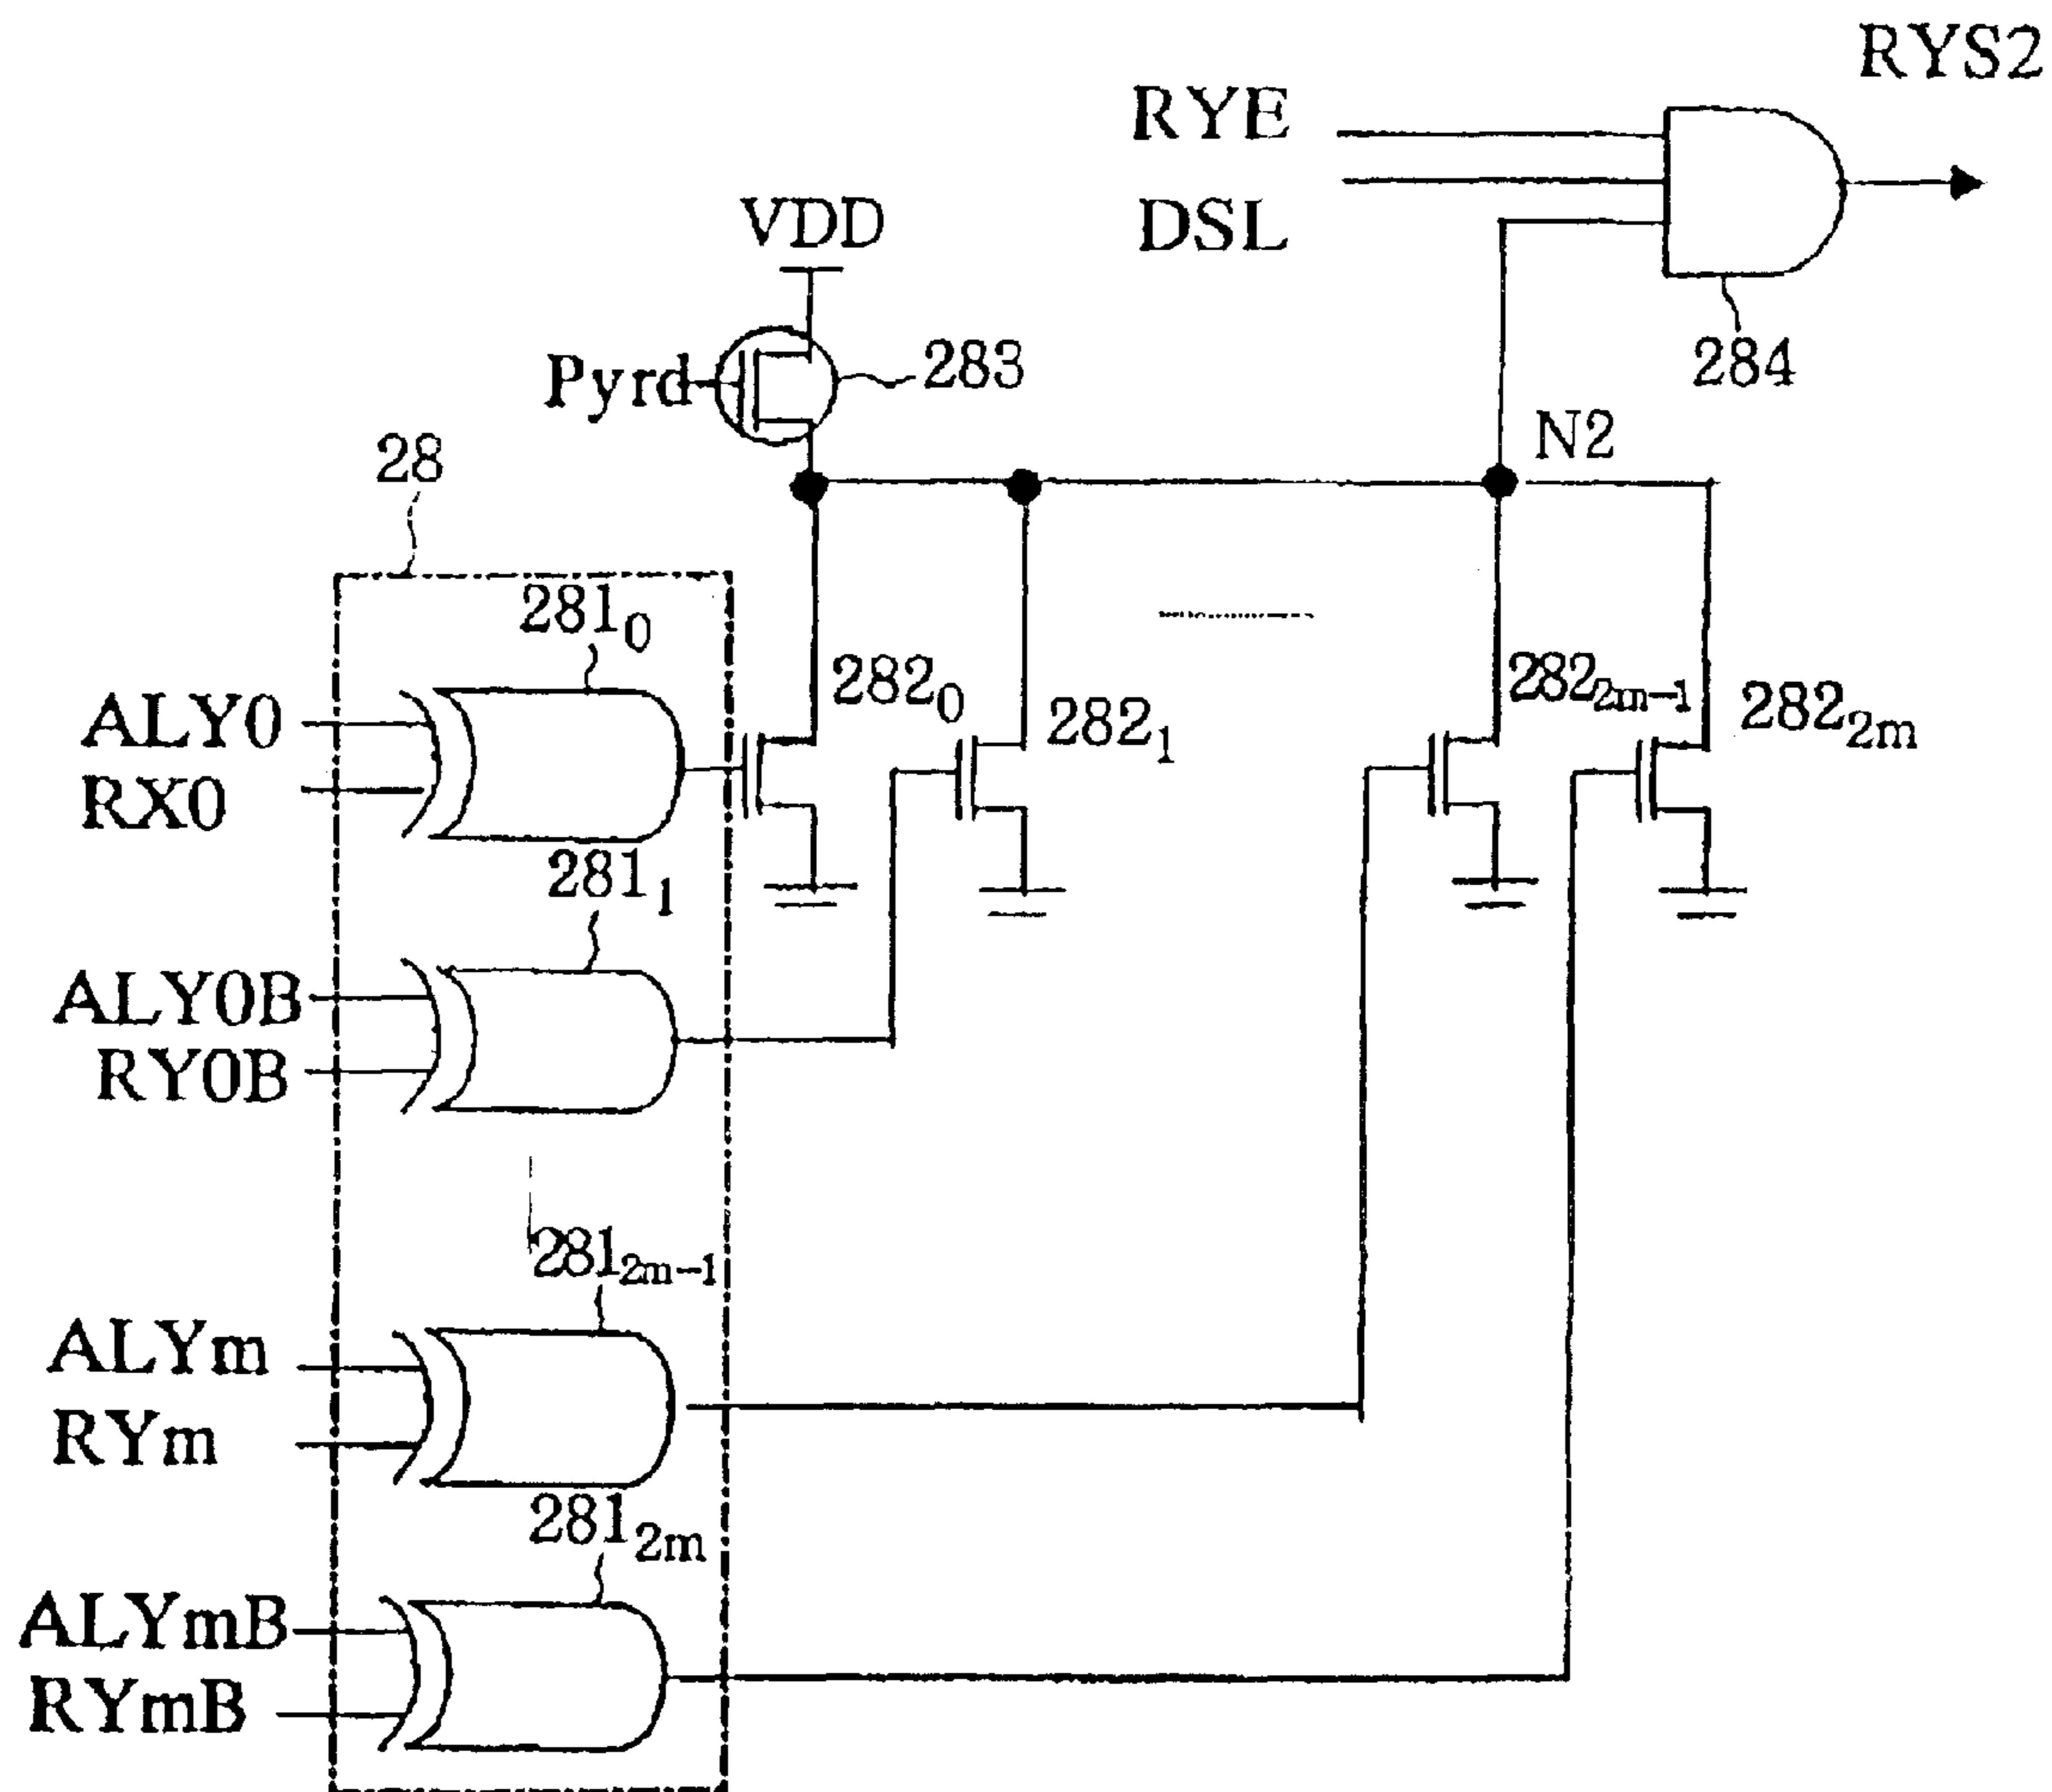 RYS2
RYE
DSL
VDD
Pyrd
283
284
N2
28
281₀
ALY0
RX0
282₀
282₁
282₂ₘ₋₁
282₂ₘ
281₁
ALY0B
RY0B
281₂ₘ₋₁
ALYm
RYm
281₂ₘ
ALYmB
RYmB